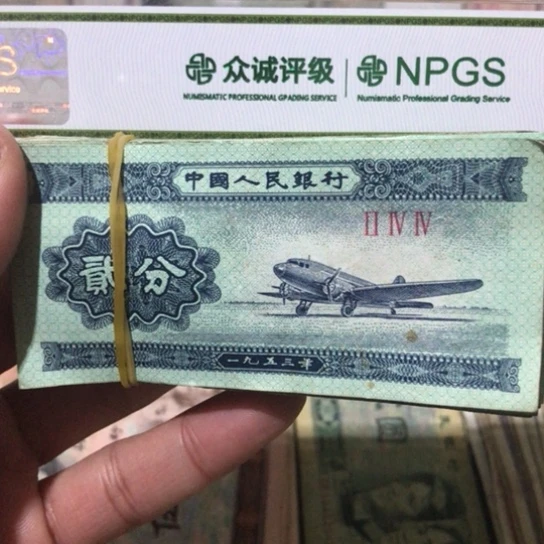 众诚评级 NPGS
NUMISMATIC PROFESSIONAL GRADING SERVICE Numismatic Professional Grading Service
中國人民銀行
II IV IV
貳分
一九五三年